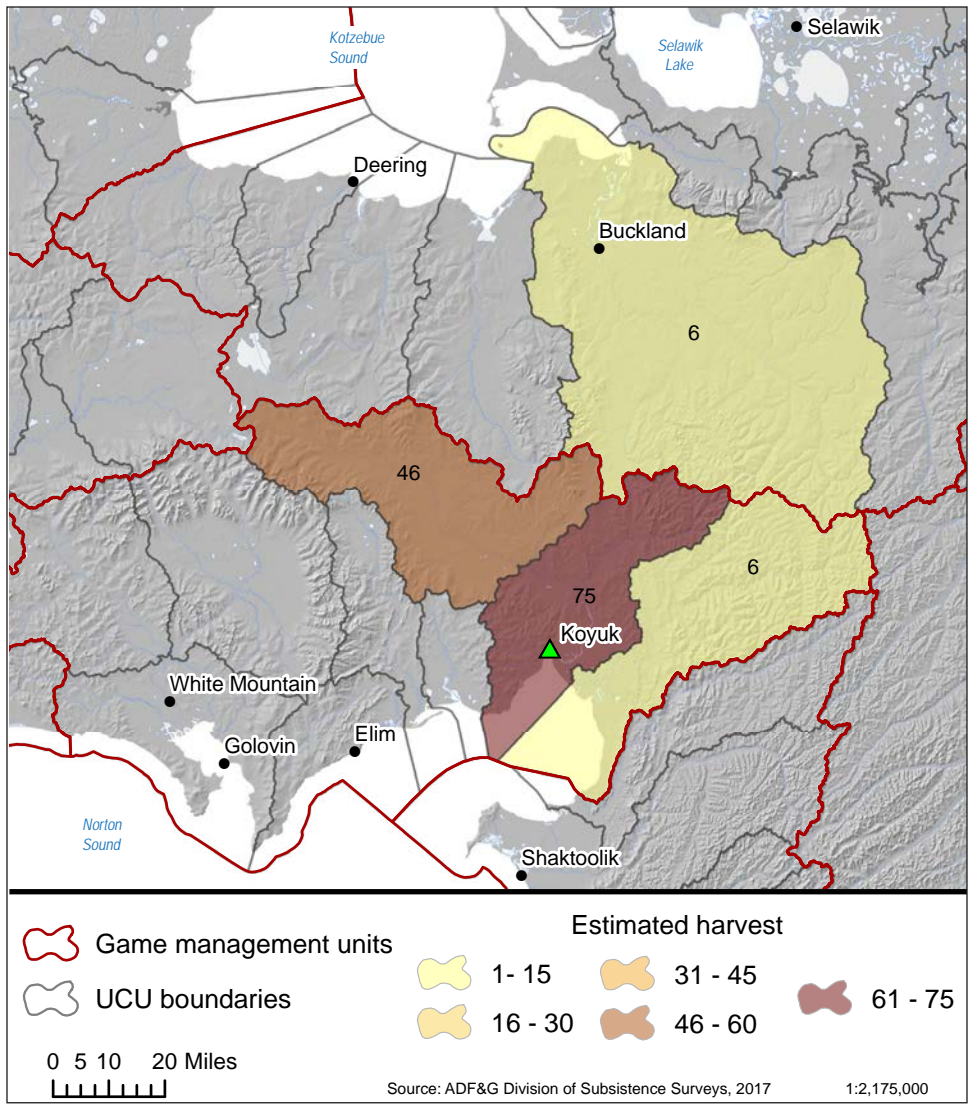 Kotzebue
Sound
Selawik
Selawik
Lake
Deering
Buckland
6
46
6
75
Koyuk
White Mountain
Golovin
Elim
Norton
Sound
Shaktoolik
Game management units
UCU boundaries
0 5 10 20 Miles
Estimated harvest
1- 15
16 - 30
31 - 45
46 - 60
61 - 75
Source: ADF&G Division of Subsistence Surveys, 2017
1:2,175,000